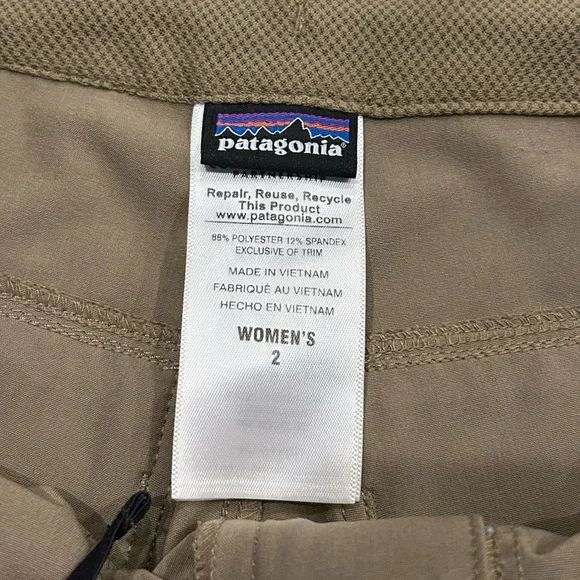 patagonia®
PARTNERSHIP
Repair, Reuse, Recycle
This Product
www.patagonia.com
88% POLYESTER 12% SPANDEX
EXCLUSIVE OF TRIM
MADE IN VIETNAM
FABRIQUÉ AU VIETNAM
HECHO EN VIETNAM
WOMEN'S
2